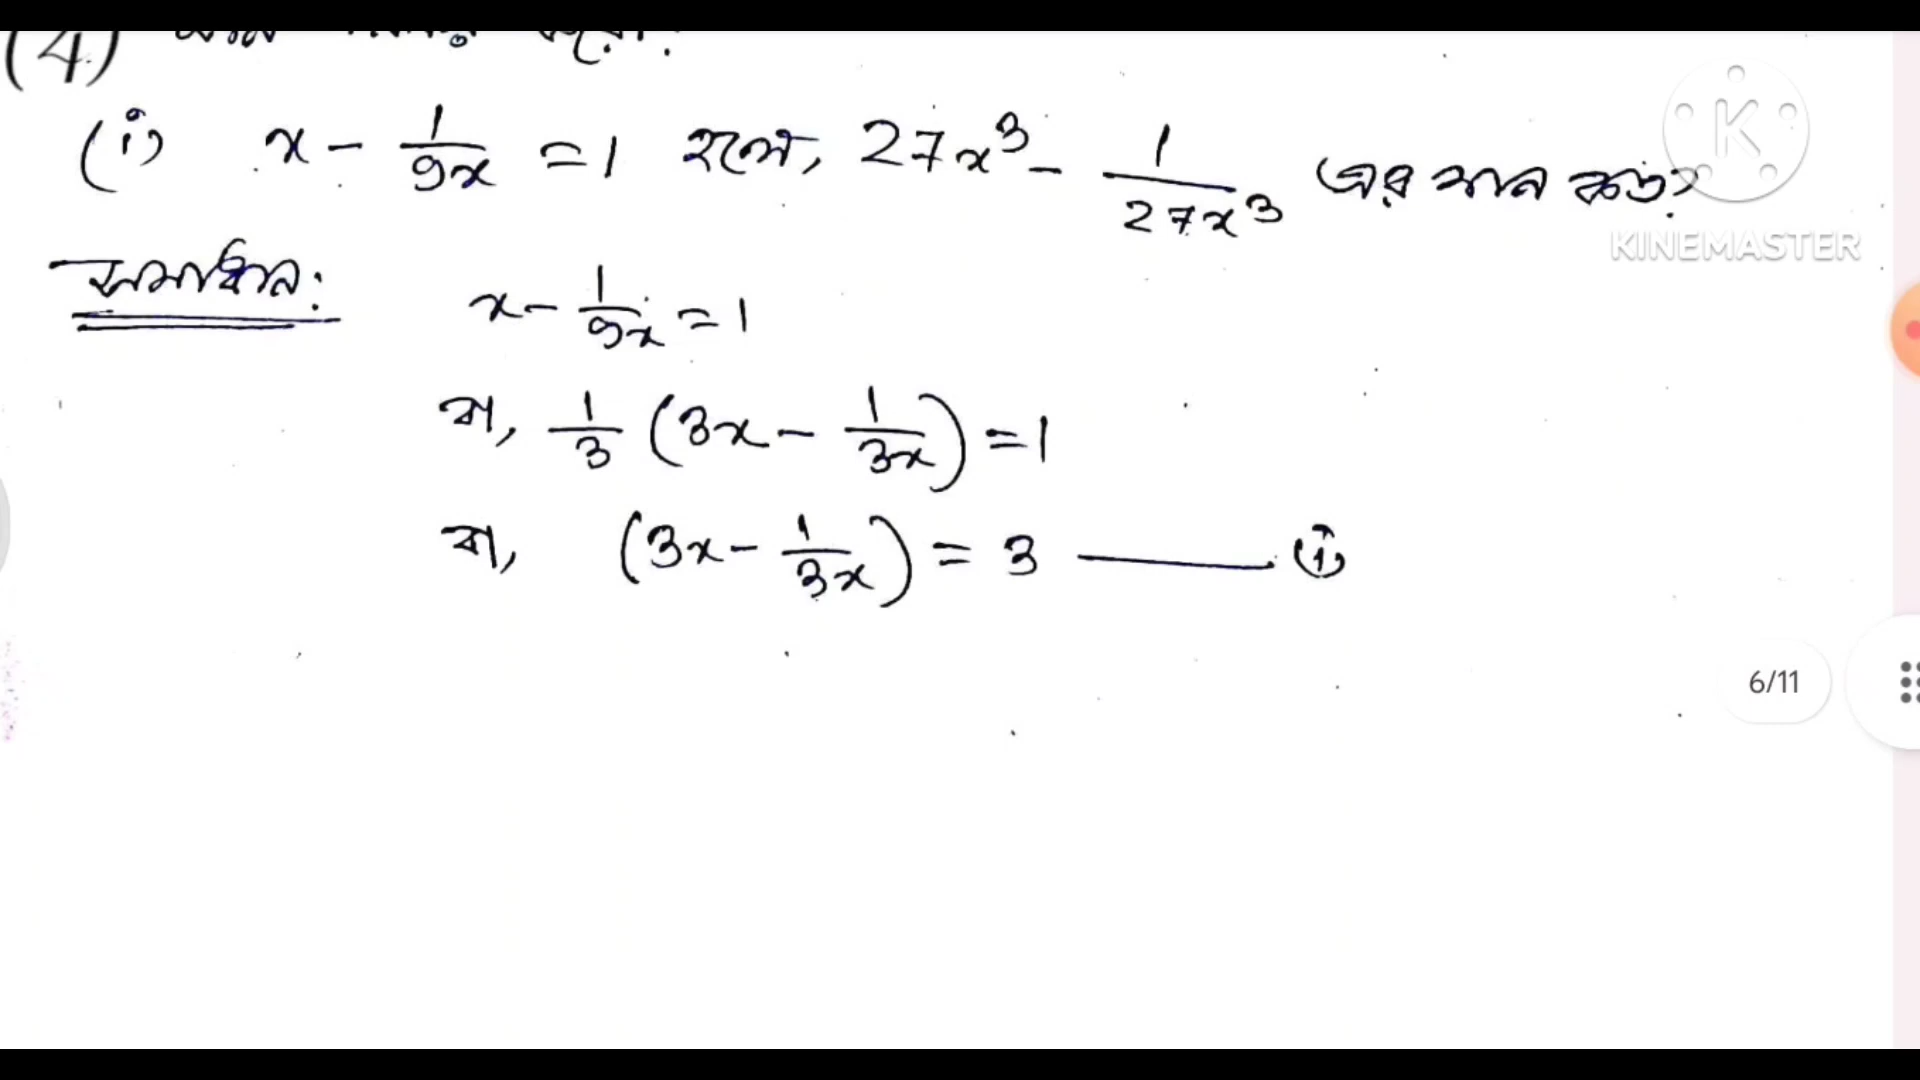 (4)
(i) x - 1/9x = 1 হলে, 27x³ - 1/27x³ এর মান কত?
KINEMASTER
সমাধান: x - 1/9x = 1
বা, 1/3 (3x - 1/3x) = 1
বা, (3x - 1/3x) = 3 —— (i)
6/11